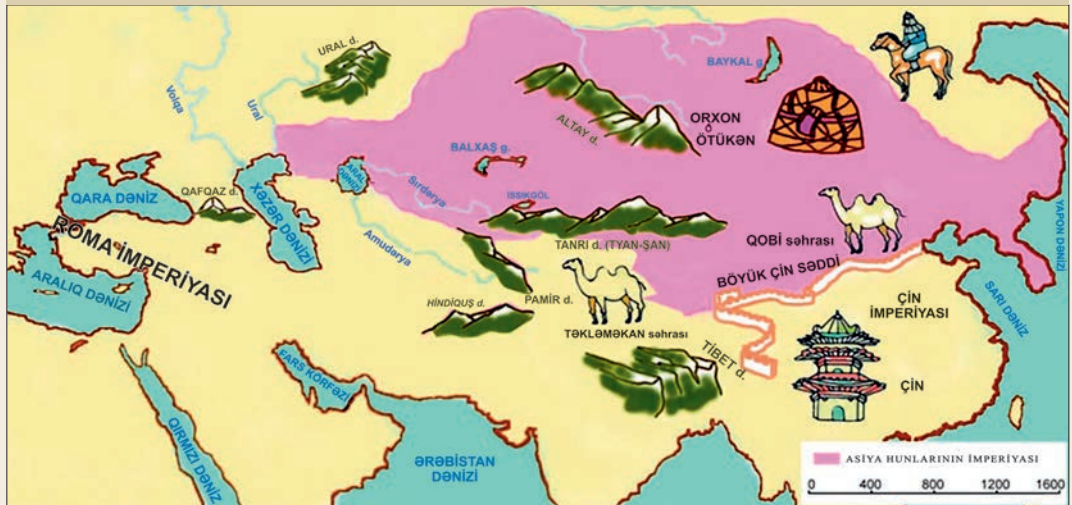 URAL d.
BAYKAL g
Volqa
Ural
ALTAY d.
ORXON
ÖTÜKƏN
BALXAŞ g.
ARAL
DƏNİZİ
Sırdərya
İSSIKGÖL
QAFQAZ d.
QARA DƏNİZ
XƏZƏR DƏNİZİ
Amudərya
TANRI d. (TYAN-ŞAN)
QOBİ səhrası
YAPON DƏNİZİ
ROMA İMPERİYASI
ARALIQ DƏNİZİ
BÖYÜK ÇİN SƏDDİ
SARI DƏNİZ
HİNDİQUŞ d.
PAMİR d.
ÇİN
İMPERİYASI
TƏKLƏMƏKAN səhrası
TİBET d.
FARS KÖRFƏZİ
ÇİN
QIRMIZI DƏNİZ
ƏRƏBİSTAN
DƏNİZİ
ASİYA HUNLARININ İMPERİYASI
0 400 800 1200 1600